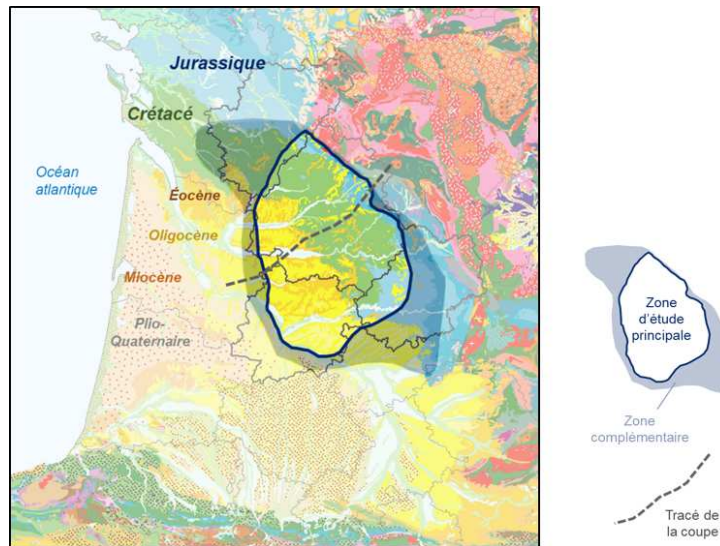 Jurassique
Crétacé
Océan
atlantique
Éocène
Oligocène
Miocène
Plio-
Quaternaire
Zone
d'étude
principale
Zone
complémentaire
Tracé de
la coupe